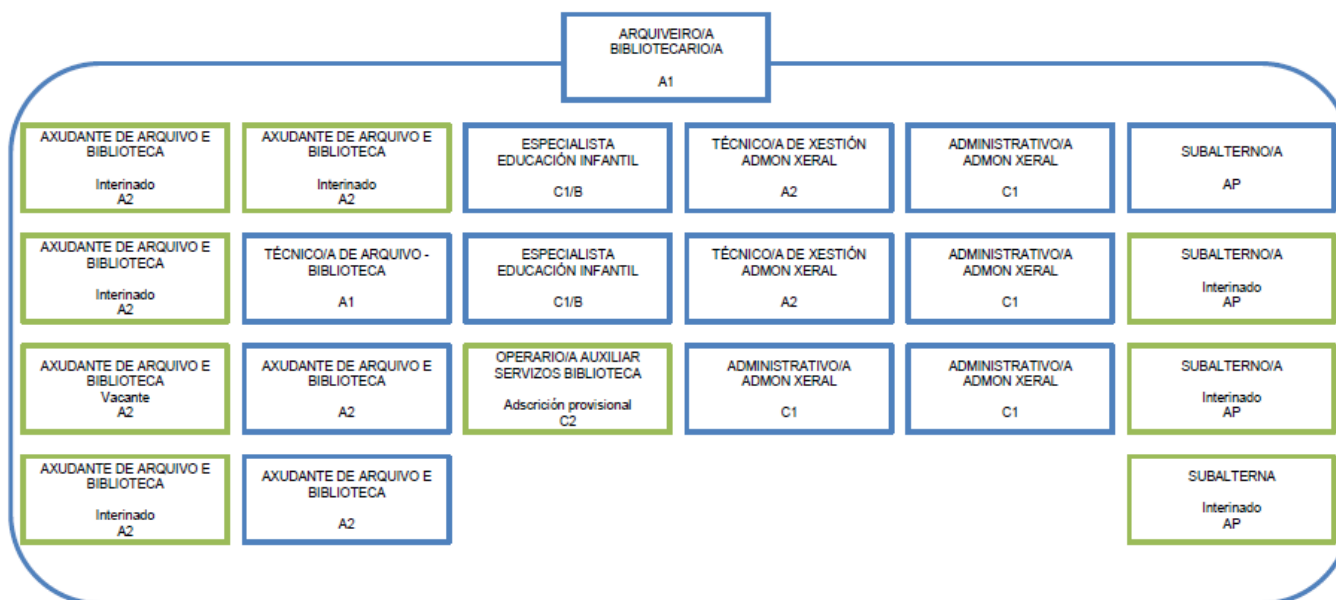 ARQUIVEIRO/A
BIBLIOTECARIO/A
A1
AXUDANTE DE ARQUIVO E
BIBLIOTECA
Interinado
A2
AXUDANTE DE ARQUIVO E
BIBLIOTECA
Interinado
A2
ESPECIALISTA
EDUCACIÓN INFANTIL
C1/B
TÉCNICO/A DE XESTIÓN
ADMON XERAL
A2
ADMINISTRATIVO/A
ADMON XERAL
C1
SUBALTERNO/A
AP
AXUDANTE DE ARQUIVO E
BIBLIOTECA
Interinado
A2
TÉCNICO/A DE ARQUIVO -
BIBLIOTECA
A1
ESPECIALISTA
EDUCACIÓN INFANTIL
C1/B
TÉCNICO/A DE XESTIÓN
ADMON XERAL
A2
ADMINISTRATIVO/A
ADMON XERAL
C1
SUBALTERNO/A
Interinado
AP
AXUDANTE DE ARQUIVO E
BIBLIOTECA
Vacante
A2
AXUDANTE DE ARQUIVO E
BIBLIOTECA
A2
OPERARIO/A AUXILIAR
SERVIZOS BIBLIOTECA
Adscrición provisional
C2
ADMINISTRATIVO/A
ADMON XERAL
C1
ADMINISTRATIVO/A
ADMON XERAL
C1
SUBALTERNO/A
Interinado
AP
AXUDANTE DE ARQUIVO E
BIBLIOTECA
Interinado
A2
AXUDANTE DE ARQUIVO E
BIBLIOTECA
A2
SUBALTERNA
Interinado
AP